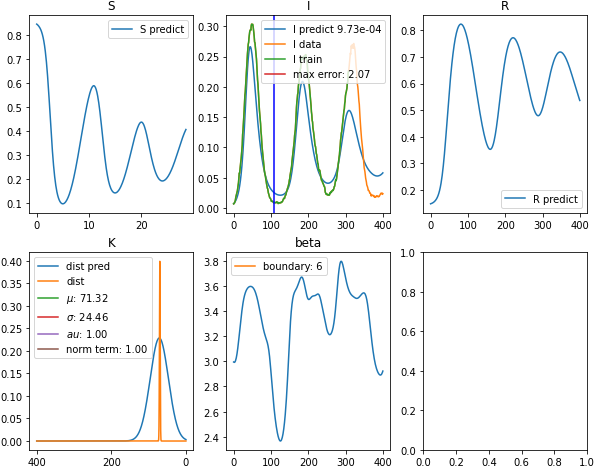 S
I
R
S predict
I predict 9.73e-04
I data
I train
max error: 2.07
R predict
0.8
0.7
0.6
0.5
0.4
0.3
0.2
0.1
0 10 20
0.30
0.25
0.20
0.15
0.10
0.05
0.00
0 100 200 300 400
0.8
0.7
0.6
0.5
0.4
0.3
0.2
0 100 200 300 400
K
beta
dist pred
dist
μ: 71.32
σ: 24.46
au: 1.00
norm term: 1.00
boundary: 6
0.40
0.35
0.30
0.25
0.20
0.15
0.10
0.05
0.00
400 200 0
3.8
3.6
3.4
3.2
3.0
2.8
2.6
2.4
0 100 200 300 400
1.0
0.8
0.6
0.4
0.2
0.0
0.0 0.2 0.4 0.6 0.8 1.0